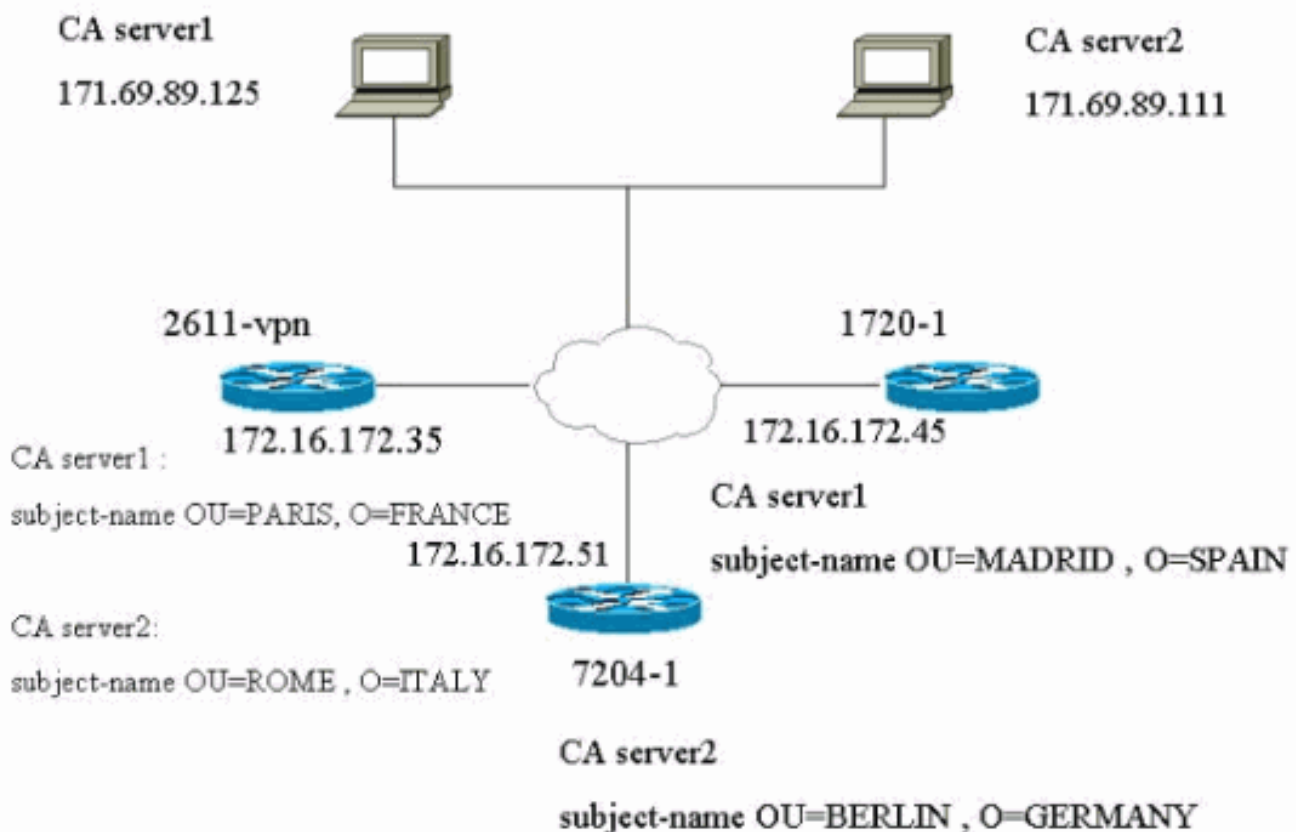 CA server1
171.69.89.125
CA server2
171.69.89.111
2611-vpn
1720-1
172.16.172.35
172.16.172.45
CA server1 :
subject-name OU=PARIS, O=FRANCE
CA server1
subject-name OU=MADRID , O=SPAIN
172.16.172.51
CA server2:
subject-name OU=ROME , O=ITALY
7204-1
CA server2
subject-name OU=BERLIN , O=GERMANY